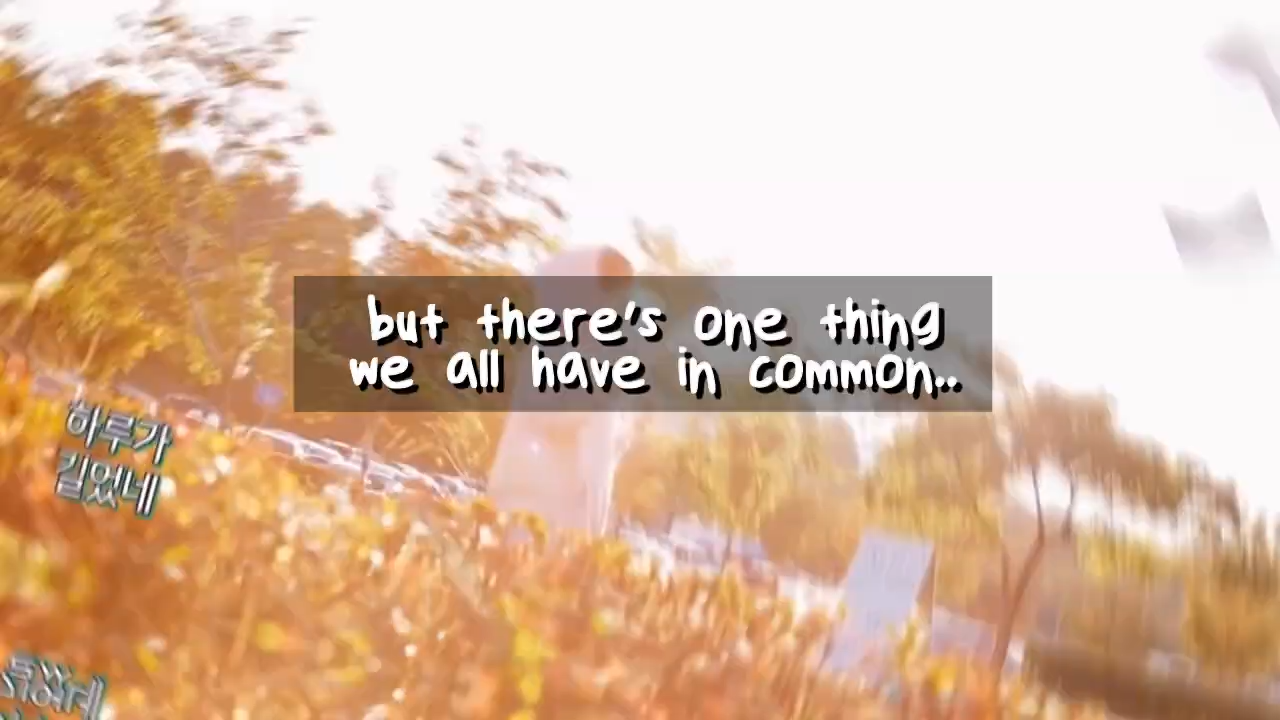 but there's one thing
we all have in common..
하루가
길었네